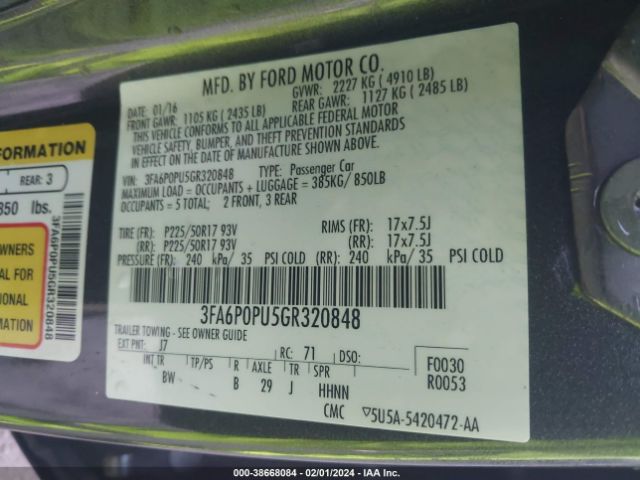 MFD. BY FORD MOTOR CO.
DATE: 01/16
GVWR: 2227 KG ( 4910 LB)
FRONT GAWR: 1105 KG ( 2435 LB)
REAR GAWR: 1127 KG ( 2485 LB)
THIS VEHICLE CONFORMS TO ALL APPLICABLE FEDERAL MOTOR
VEHICLE SAFETY, BUMPER, AND THEFT PREVENTION STANDARDS
IN EFFECT ON THE DATE OF MANUFACTURE SHOWN ABOVE.
VIN: 3FA6P0PU5GR320848 TYPE: Passenger Car
MAXIMUM LOAD = OCCUPANTS + LUGGAGE = 385KG/ 850LB
OCCUPANTS = 5 TOTAL; 2 FRONT, 3 REAR
TIRE (FR): P225/50R17 93V RIMS (FR): 17x7.5J
(RR): P225/50R17 93V (RR): 17x7.5J
PRESSURE (FR): 240 kPa/ 35 PSI COLD (RR): 240 kPa/ 35 PSI COLD
3FA6P0PU5GR320848
TRAILER TOWING - SEE OWNER GUIDE
EXT PNT: J7 RC: 71 DSO:
INT TR TP/PS R AXLE TR SPR
BW B 29 J HHNN
F0030
R0053
CMC 5U5A-5420472-AA
FORMATION
REAR: 3
850 lbs.
3FA6P0PU5GR320848
OWNERS
AL FOR
MATION
000-38668084 - 02/01/2024 - IAA Inc.